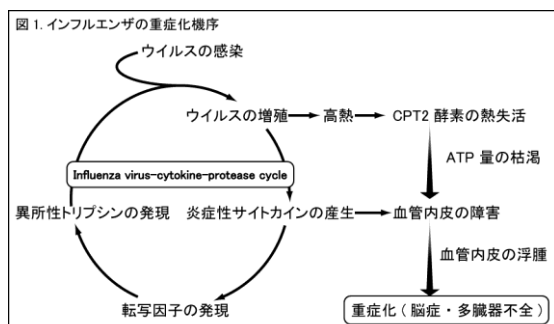 図1. インフルエンザの重症化機序
ウイルスの感染
ウイルスの増殖
高熱
CPT2 酵素の熱失活
ATP 量の枯渇
Influenza virus-cytokine-protease cycle
異所性トリプシンの発現
炎症性サイトカインの産生
血管内皮の障害
血管内皮の浮腫
転写因子の発現
重症化 ( 脳症・多臓器不全 )